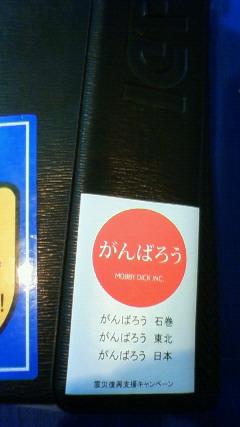 がんばろう
MOBBY DICK INC.
がんばろう 石巻
がんばろう 東北
がんばろう 日本
震災復興支援キャンペーン
!